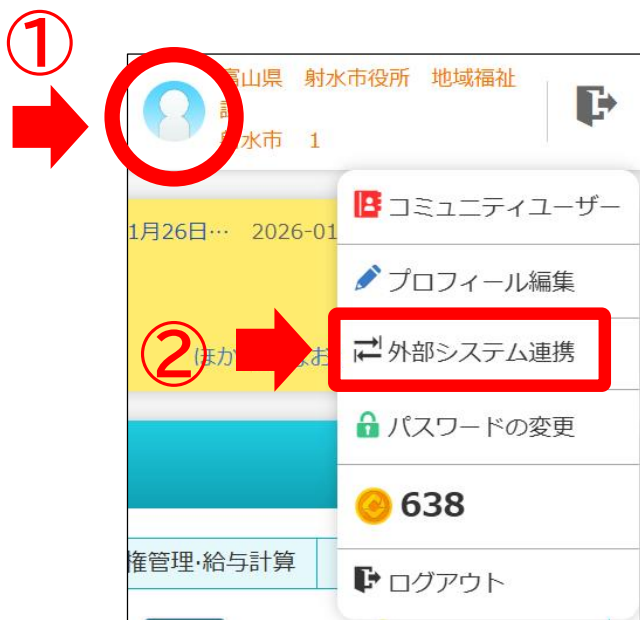 ①
山県 射水市役所 地域福祉
水市 1
コミュニティユーザー
1月26日… 2026-01
プロフィール編集
②
ほか
お
外部システム連携
パスワードの変更
638
権管理・給与計算
ログアウト